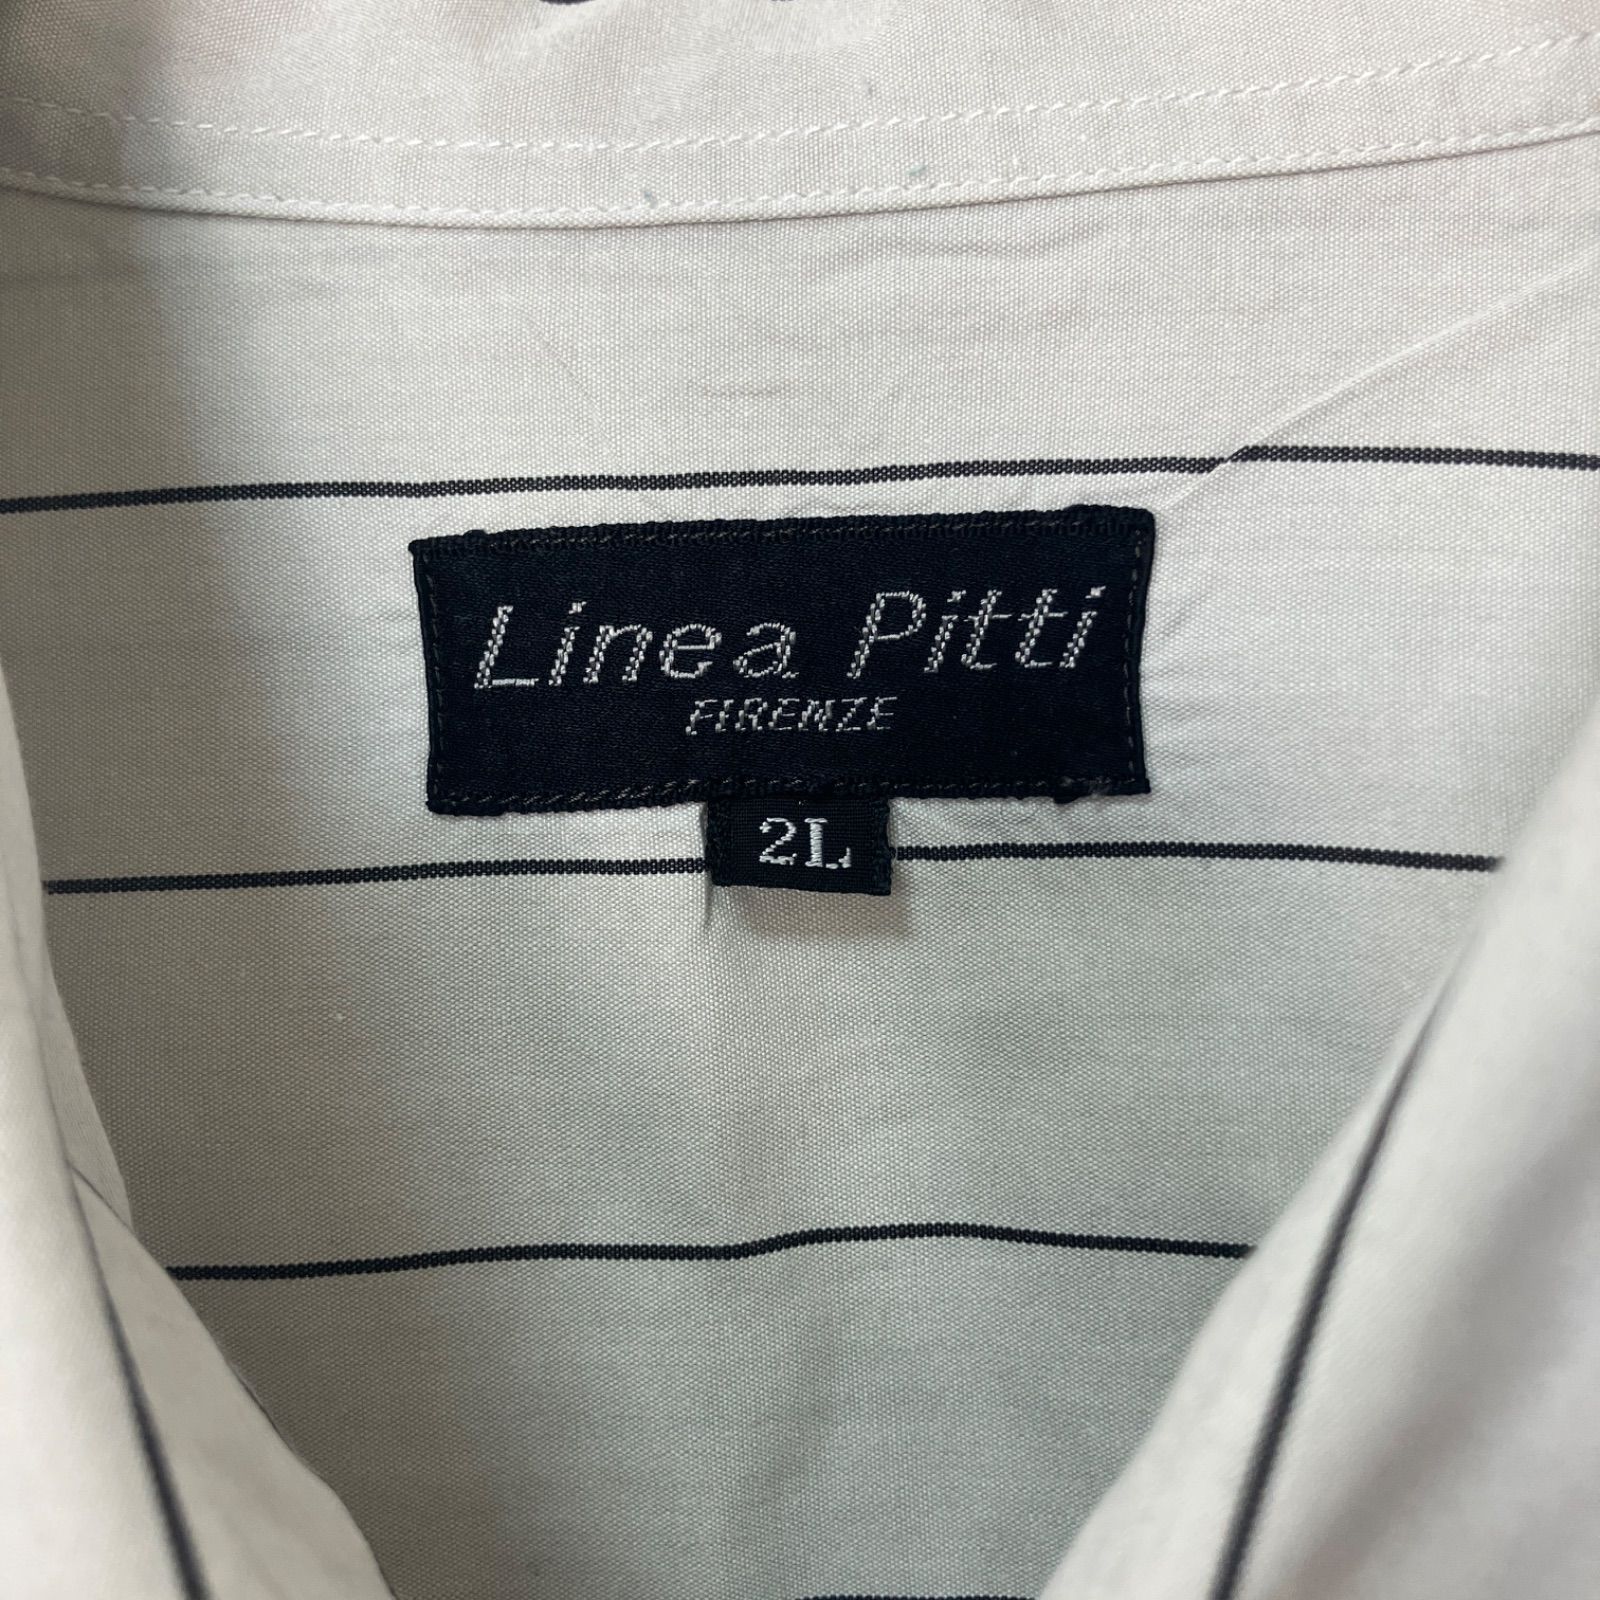 Linea Pitti
FIRENZE
2L